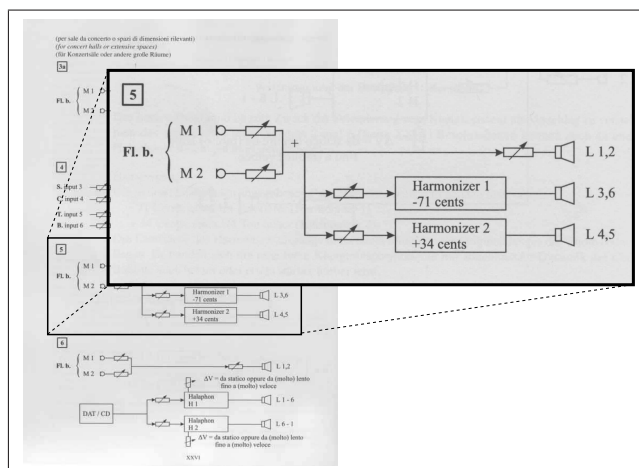 (per sale da concerto o spazi di dimensioni rilevanti)
(for concert halls or extensive spaces)
(für Konzertsäle oder andere große Räume)
3a
Fl. b.
M 1
M 2
4
S. input 3
C. input 4
T. input 5
B. input 6
5
Fl. b.
M 1
M 2
Harmonizer 1
-71 cents
L 3,6
Harmonizer 2
+34 cents
L 4,5
5
Fl. b.
M 1
M 2
+
L 1,2
Harmonizer 1
-71 cents
L 3,6
Harmonizer 2
+34 cents
L 4,5
6
Fl. b.
M 1
M 2
L 1,2
ΔV = da statico oppure da (molto) lento
fino a (molto) veloce
DAT / CD
Halaphon
H 1
L 1 - 6
Halaphon
H 2
L 6 - 1
ΔV = da statico oppure da (molto) lento
fino a (molto) veloce
XXVI